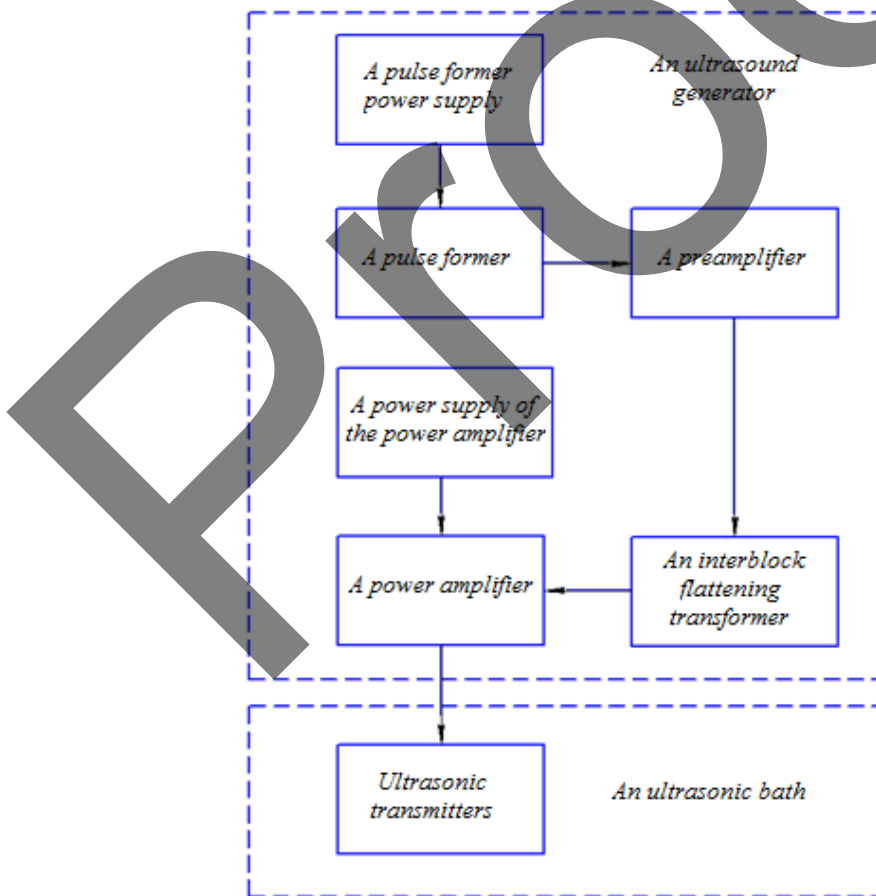 A pulse former
power supply
An ultrasound
generator
A pulse former
A preamplifier
A power supply of
the power amplifier
A power amplifier
An interblock
flattening
transformer
Ultrasonic
transmitters
An ultrasonic bath